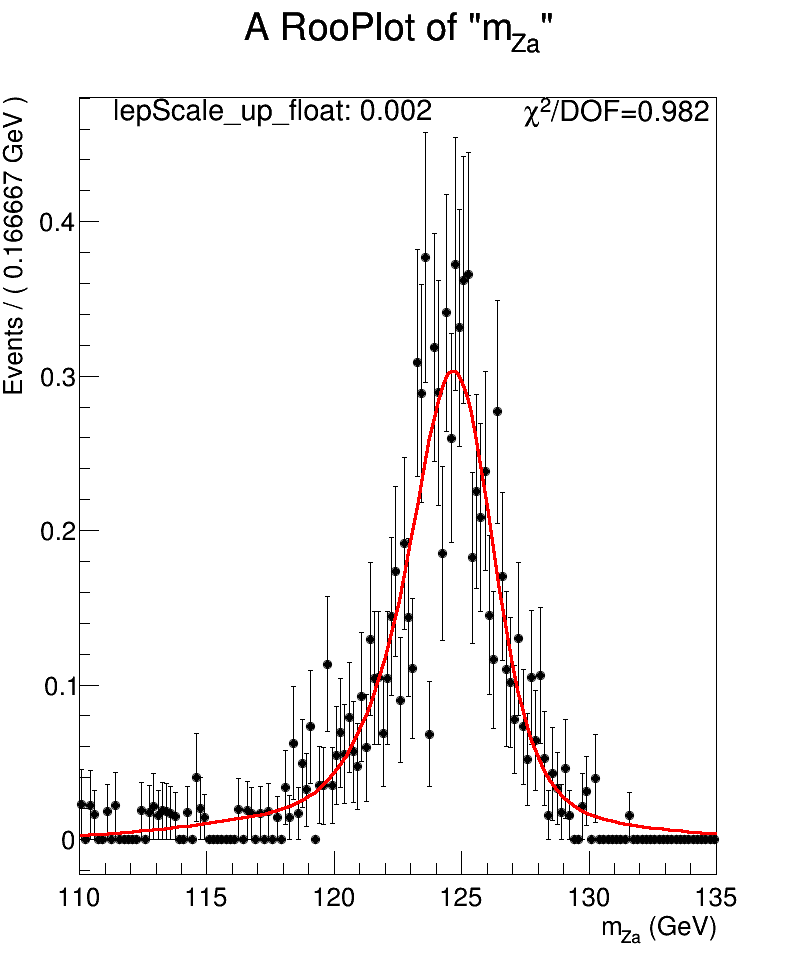 A RooPlot of "m_Za"
lepScale_up_float: 0.002
χ²/DOF=0.982
Events / ( 0.166667 GeV )
0.4
0.3
0.2
0.1
0
110 115 120 125 130 135
m_Za (GeV)